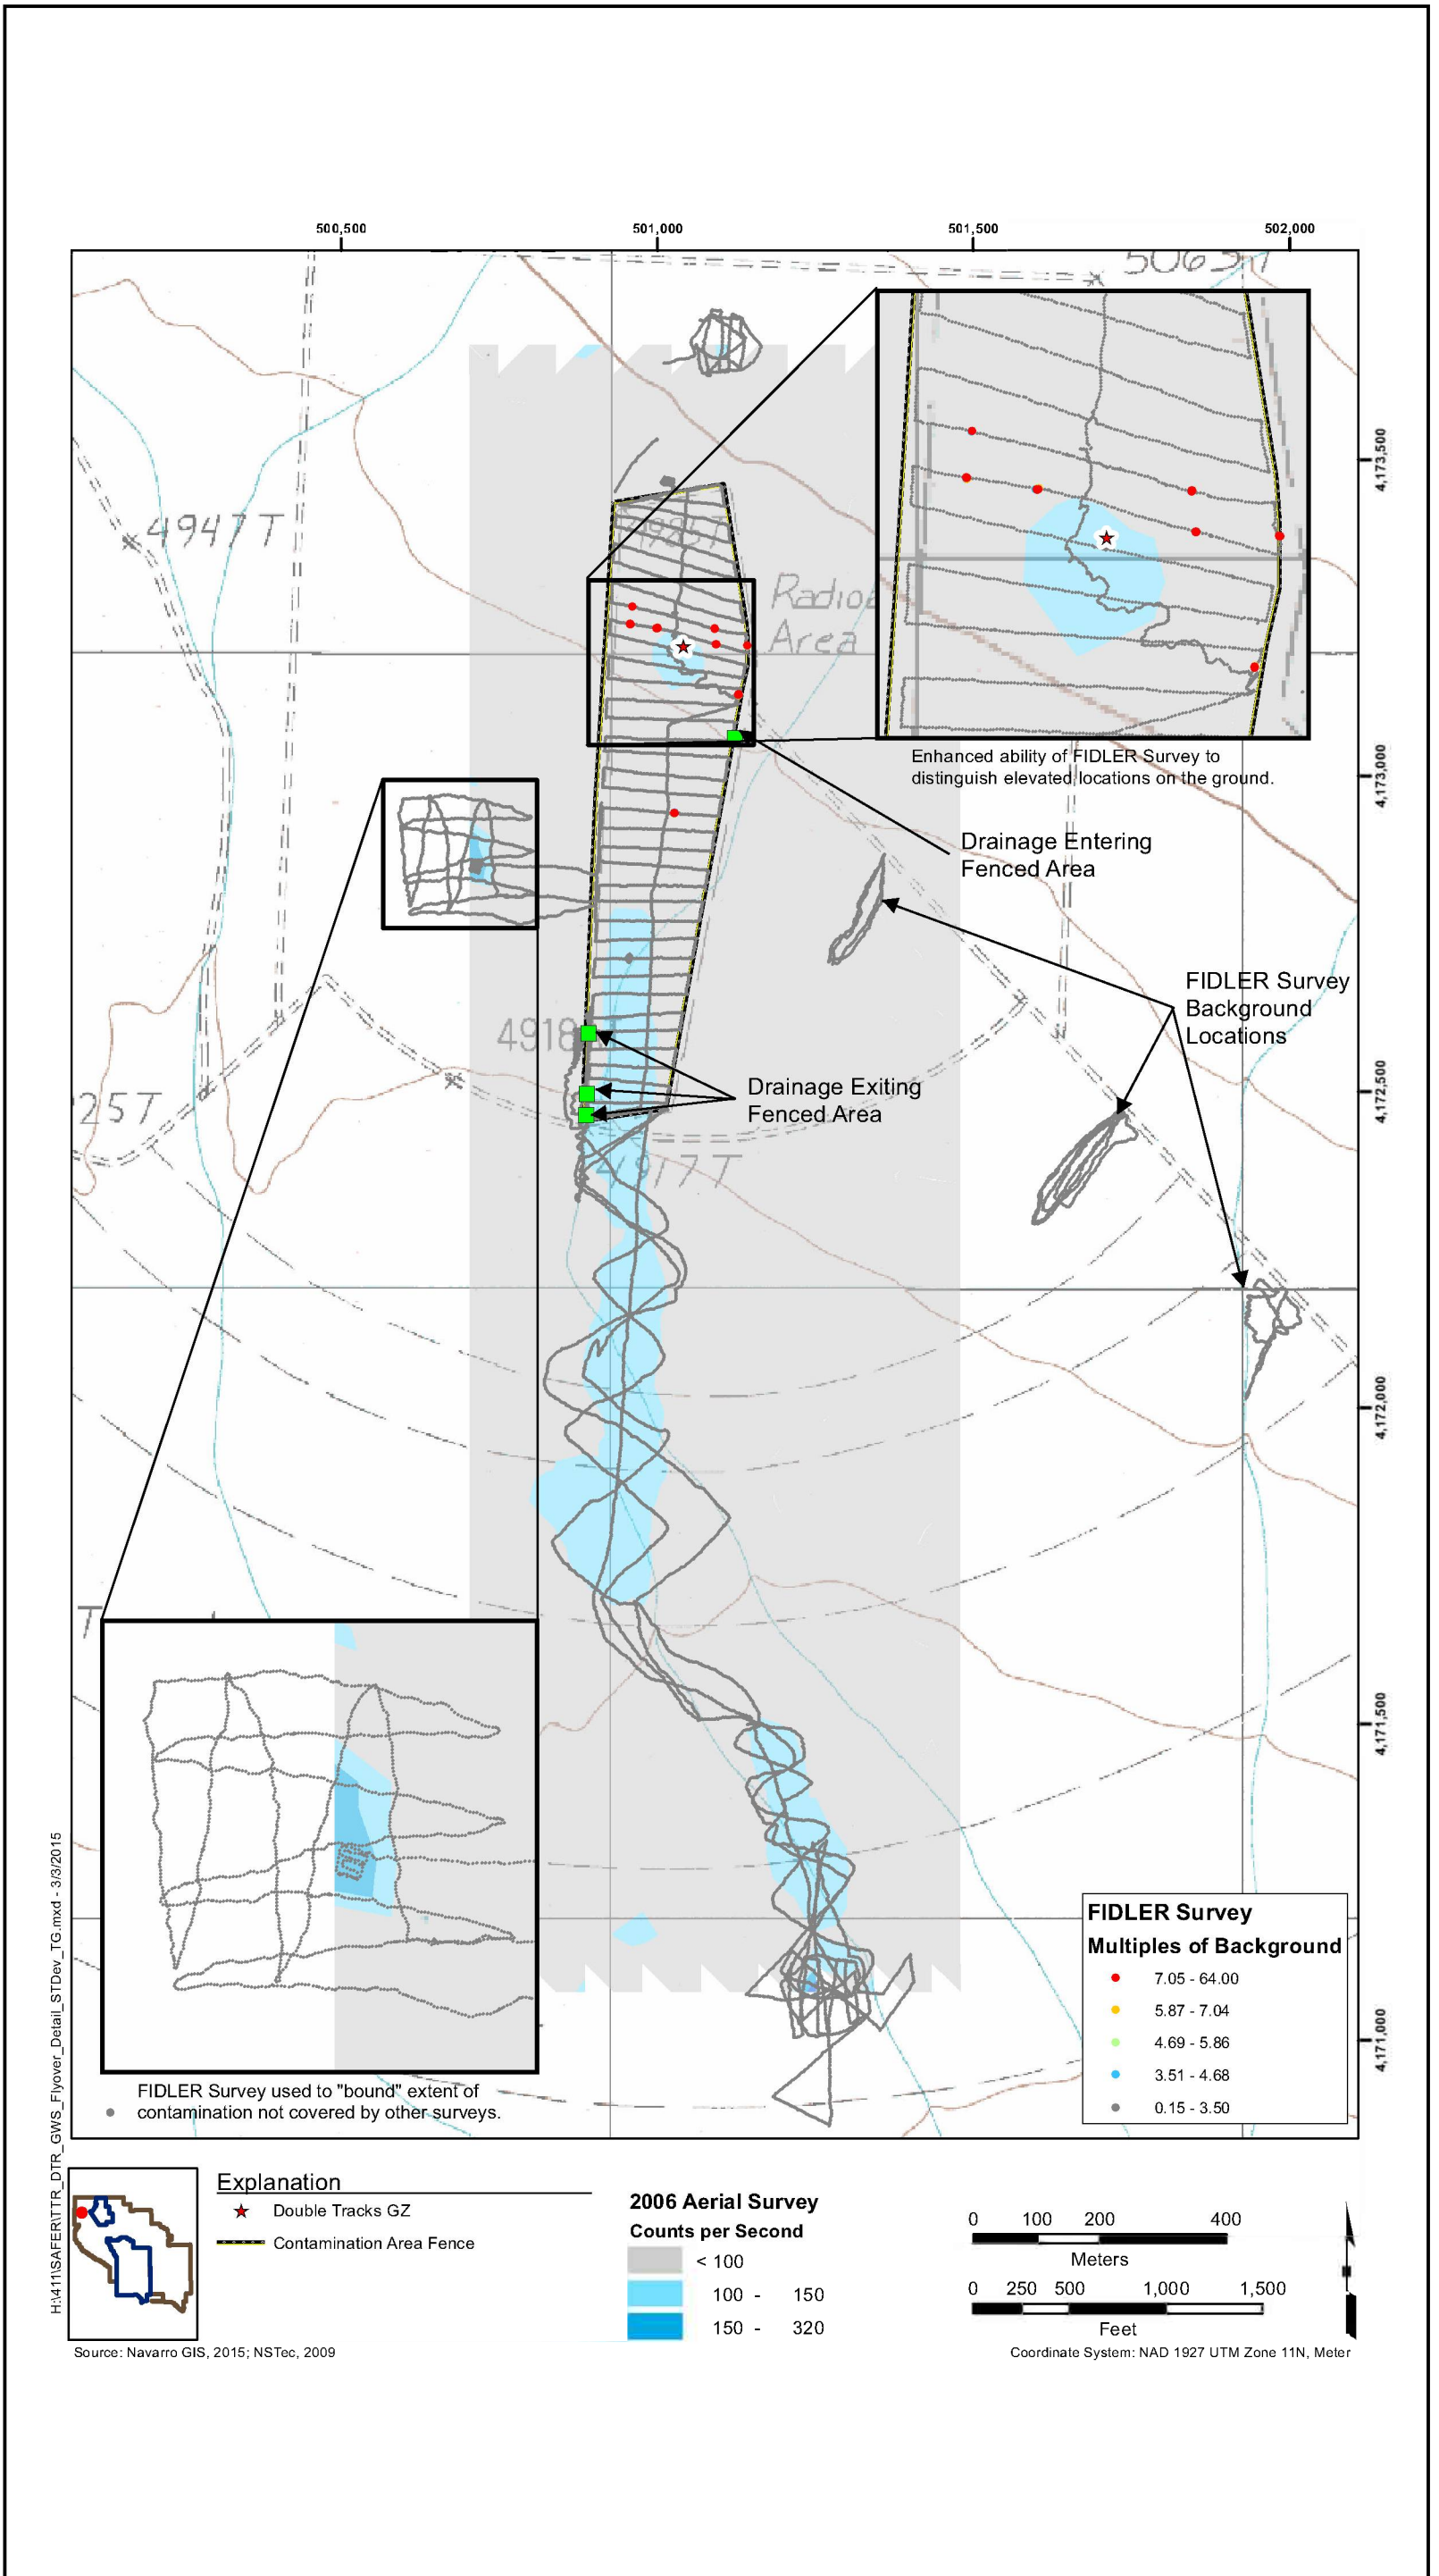 500,500
501,000
501,500
502,000
4947T
Radio
Area
4,173,500
Enhanced ability of FIDLER Survey to
distinguish elevated locations on the ground.
4,173,000
Drainage Entering
Fenced Area
FIDLER Survey
Background
Locations
4918
25T
Drainage Exiting
Fenced Area
4,172,500
4917T
4,172,000
T
4,171,500
4,171,000
FIDLER Survey
Multiples of Background
7.05 - 64.00
5.87 - 7.04
4.69 - 5.86
3.51 - 4.68
0.15 - 3.50
FIDLER Survey used to "bound" extent of
contamination not covered by other surveys.
H:\411\SAFER\TTR_DTR_GWS_Flyover_Detail_STDev_TG.mxd - 3/3/2015
Explanation
Double Tracks GZ
Contamination Area Fence
2006 Aerial Survey
Counts per Second
< 100
100 - 150
150 - 320
0 100 200 400
Meters
0 250 500 1,000 1,500
Feet
Source: Navarro GIS, 2015; NSTec, 2009
Coordinate System: NAD 1927 UTM Zone 11N, Meter